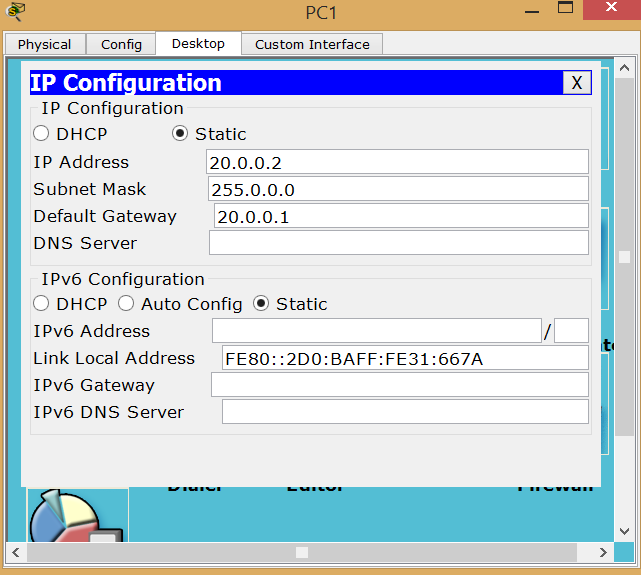 PC1
Physical Config Desktop Custom Interface
IP Configuration X
IP Configuration
DHCP Static
IP Address 20.0.0.2
Subnet Mask 255.0.0.0
Default Gateway 20.0.0.1
DNS Server
IPv6 Configuration
DHCP Auto Config Static
IPv6 Address /
Link Local Address FE80::2D0:BAFF:FE31:667A
IPv6 Gateway
IPv6 DNS Server
Dialer Editor Firewall